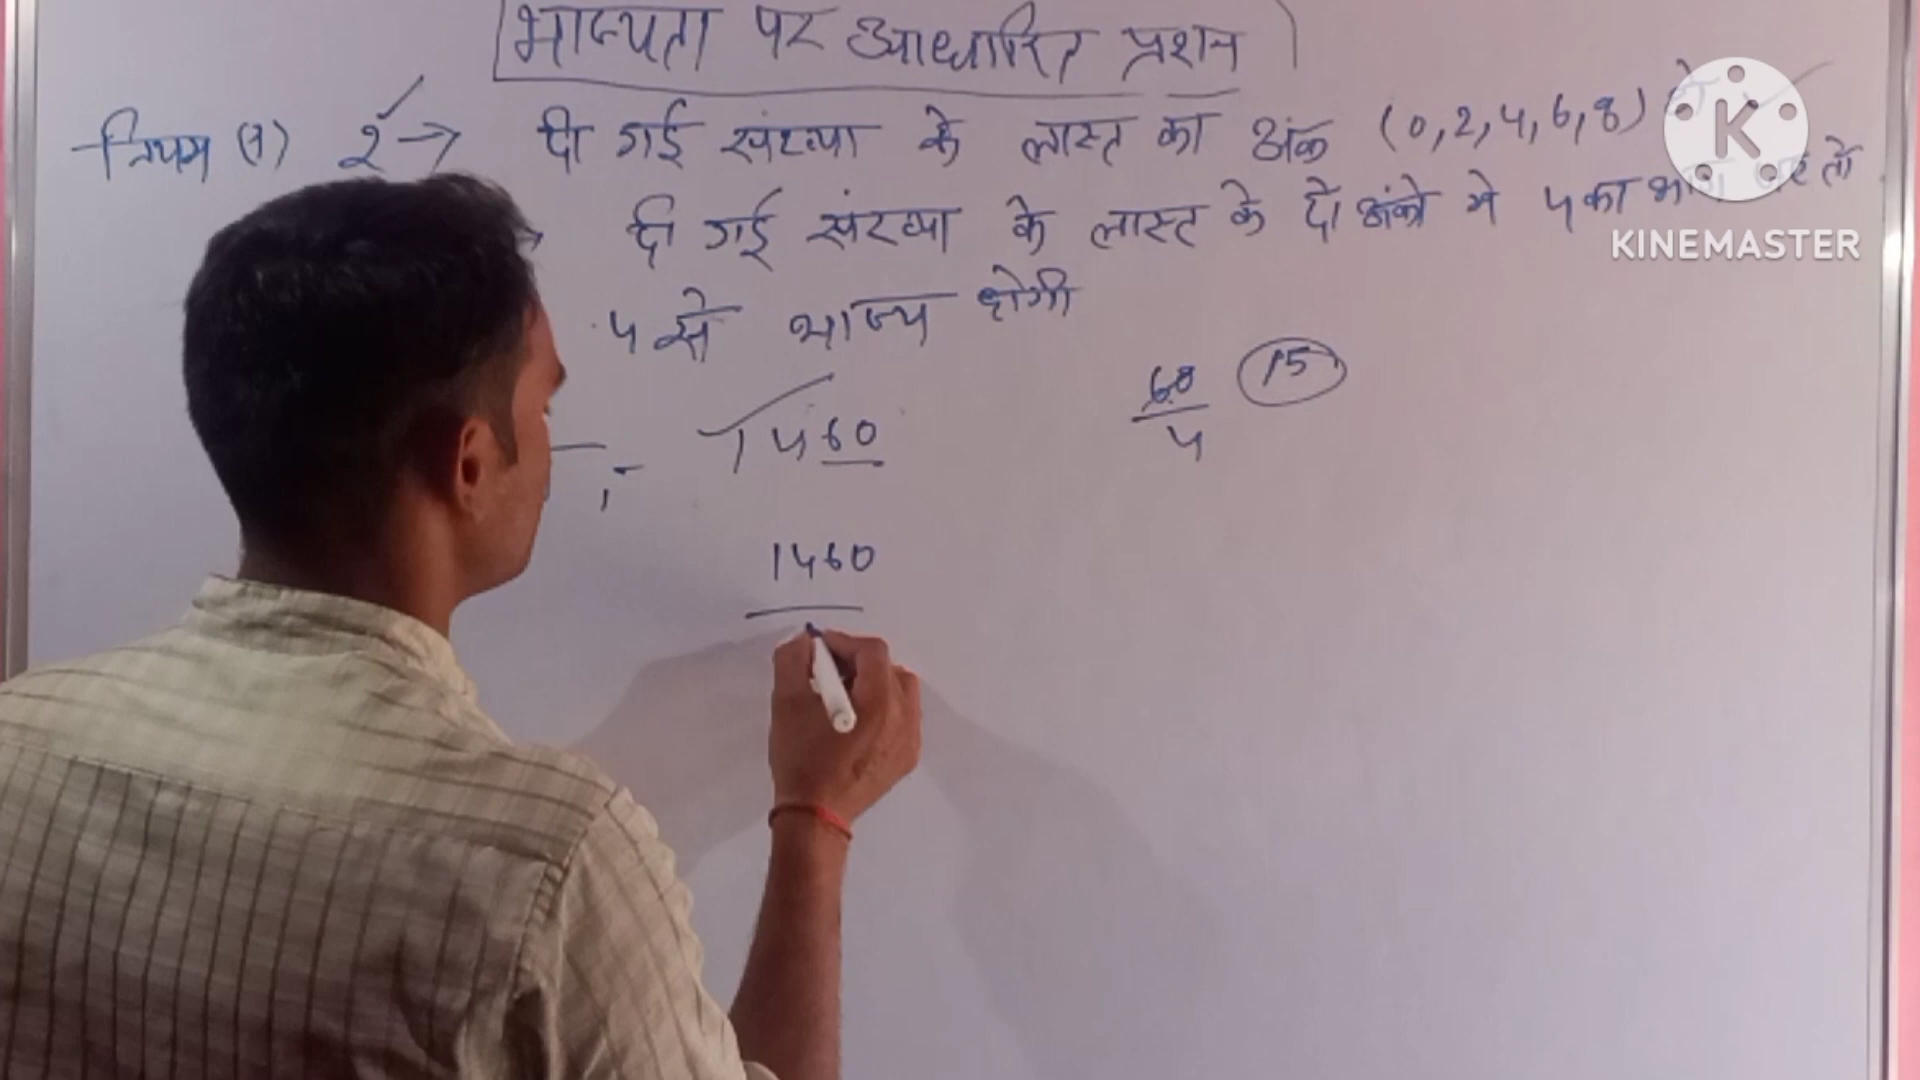 भाज्यता पर आधारित प्रशन
नियम (1) 2 → दी गई संख्या के लास्ट का अंक (0,2,4,6,8) हो
दी गई संख्या के लास्ट के दो अंको मे 4 का भाग जाए तो
4 से भाज्य होगी
1460
60/4 15
1460
K
KINEMASTER